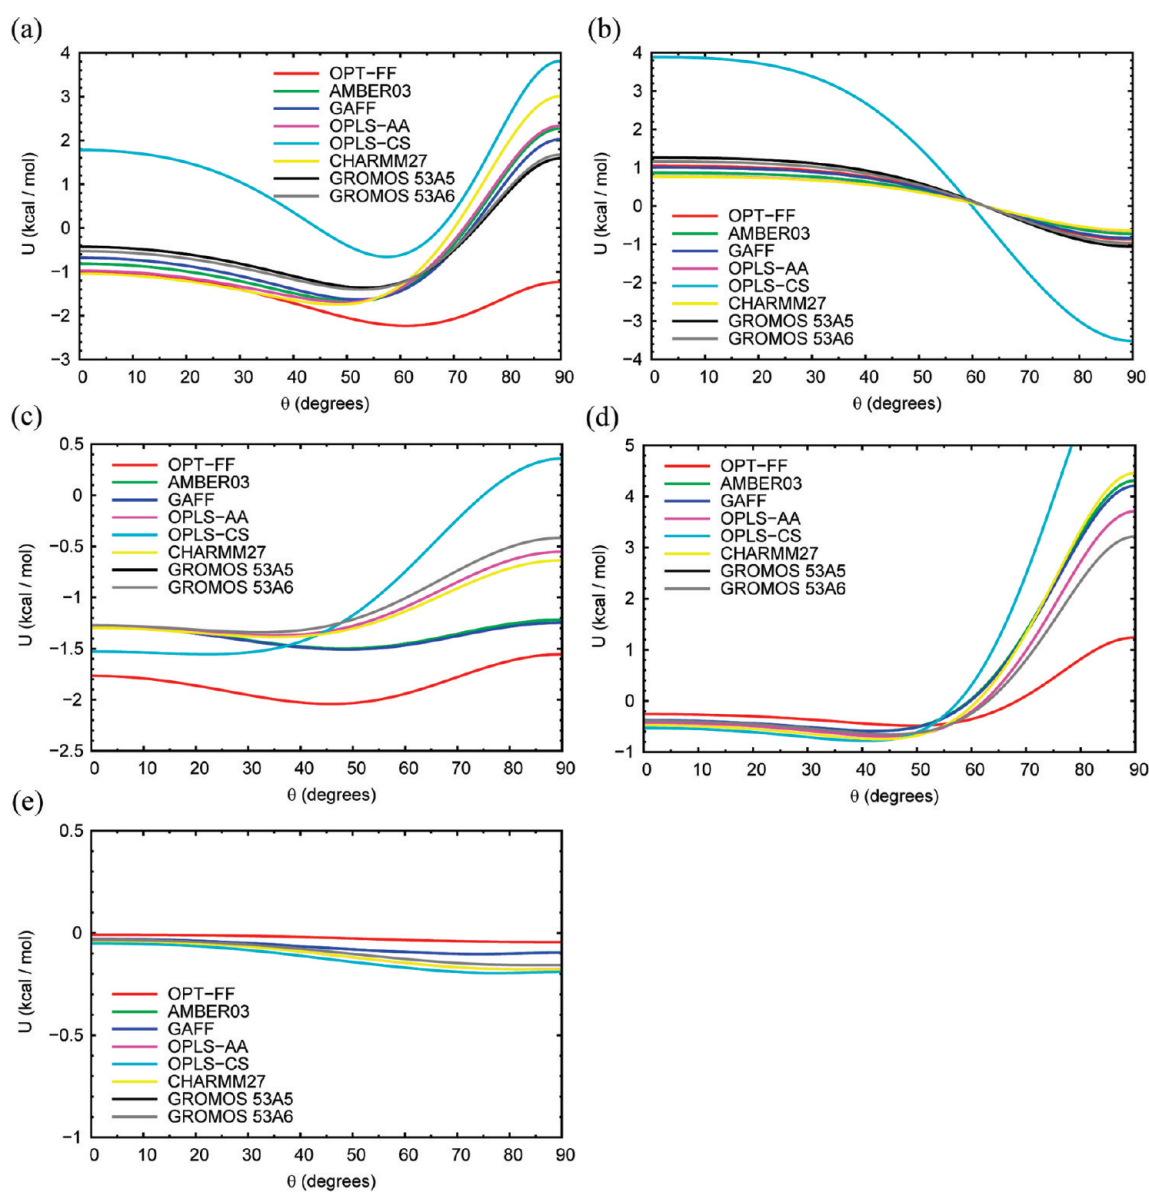 (a)
4
3
2
1
0
−1
−2
−3
U (kcal / mol)
OPT−FF
AMBER03
GAFF
OPLS−AA
OPLS−CS
CHARMM27
GROMOS 53A5
GROMOS 53A6
0 10 20 30 40 50 60 70 80 90
θ (degrees)
(b)
4
3
2
1
0
−1
−2
−3
−4
U (kcal / mol)
OPT−FF
AMBER03
GAFF
OPLS−AA
OPLS−CS
CHARMM27
GROMOS 53A5
GROMOS 53A6
0 10 20 30 40 50 60 70 80 90
θ (degrees)
(c)
0.5
0
−0.5
−1
−1.5
−2
−2.5
U (kcal / mol)
OPT−FF
AMBER03
GAFF
OPLS−AA
OPLS−CS
CHARMM27
GROMOS 53A5
GROMOS 53A6
0 10 20 30 40 50 60 70 80 90
θ (degrees)
(d)
5
4
3
2
1
0
−1
U (kcal / mol)
OPT−FF
AMBER03
GAFF
OPLS−AA
OPLS−CS
CHARMM27
GROMOS 53A5
GROMOS 53A6
0 10 20 30 40 50 60 70 80 90
θ (degrees)
(e)
0.5
0
−0.5
−1
U (kcal / mol)
OPT−FF
AMBER03
GAFF
OPLS−AA
OPLS−CS
CHARMM27
GROMOS 53A5
GROMOS 53A6
0 10 20 30 40 50 60 70 80 90
θ (degrees)